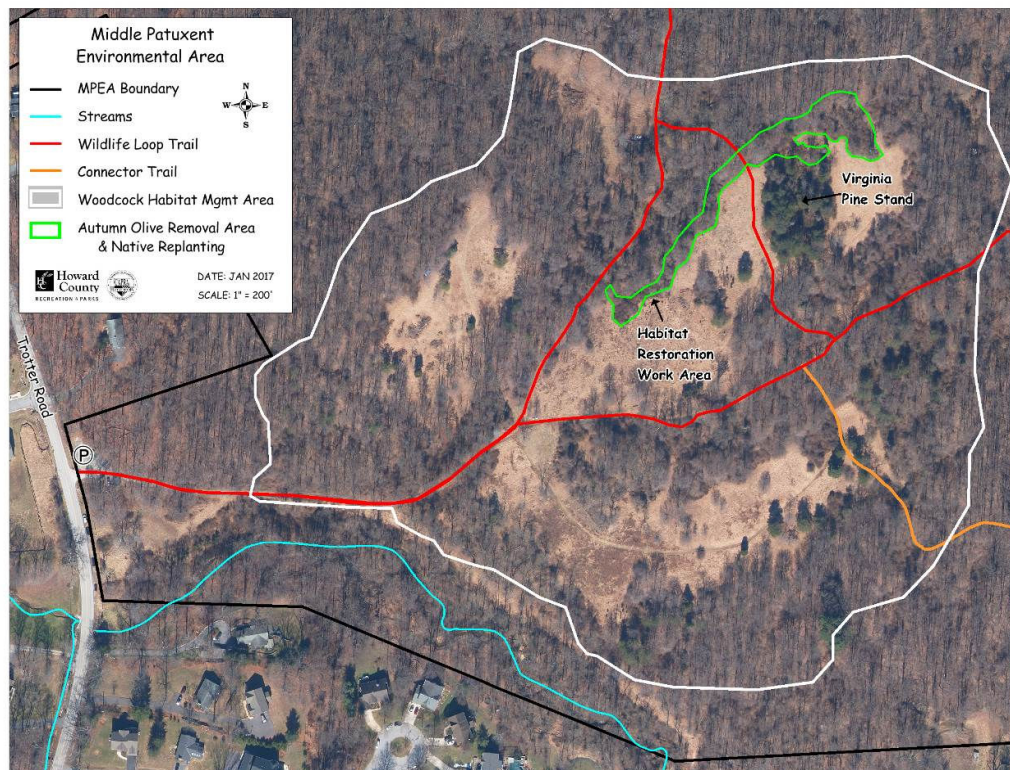 Middle Patuxent
Environmental Area
MPEA Boundary
Streams
Wildlife Loop Trail
Connector Trail
Woodcock Habitat Mgmt Area
Autumn Olive Removal Area
& Native Replanting
N
W E
S
Howard
County
RECREATION & PARKS
DATE: JAN 2017
SCALE: 1" = 200'
Trotter Road
P
Virginia
Pine Stand
Habitat
Restoration
Work Area